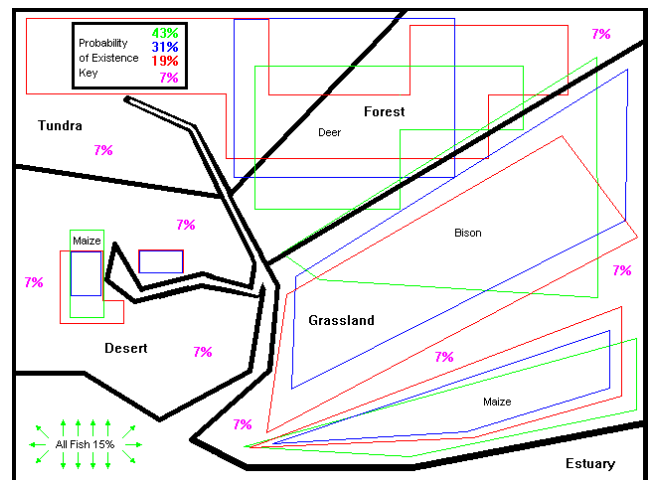 43%
Probability 31%
of Existence 19%
Key 7%
7%
Forest
Deer
Tundra
7%
7%
Maize
Bison
7%
7%
Grassland
Desert
7%
7%
Maize
7%
All Fish 15%
Estuary